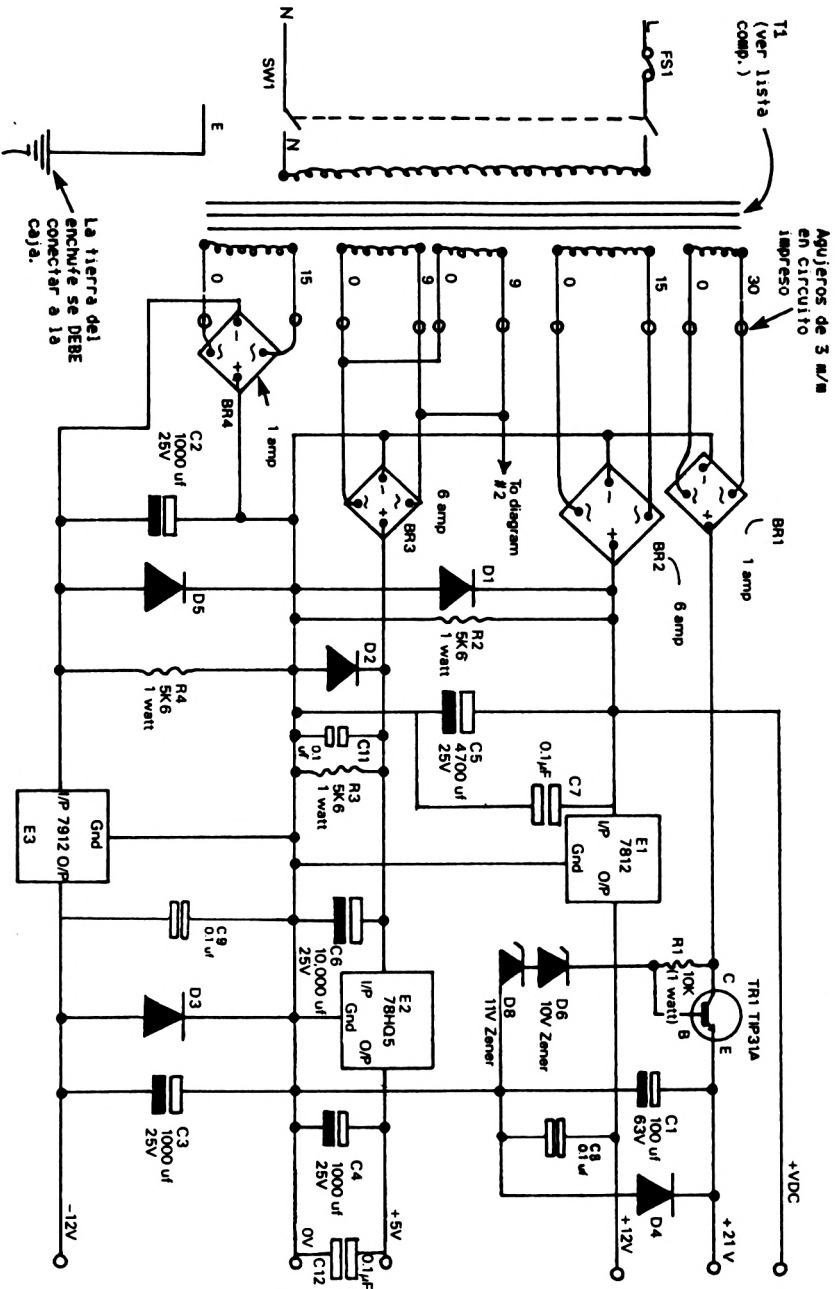 T1
(ver lista
comp.)
FS1
L
SW1
N
N
E
La tierra del
enchufe se DEBE
conectar a la
caja.
Agujeros de 3 m/m
en circuito
impreso
30
0
15
0
9
0
9
0
15
0
BR1
1 amp
BR2
6 amp
To diagram
#2
BR3
6 amp
BR4
1 amp
C2
1000 uf
25V
D5
R4
5K6
1 watt
D1
R2
5K6
1 watt
D2
C11
0.1
uf
R3
5K6
1 watt
C5
4700 uf
25V
C7
0.1µF
E1
7812
I/P
O/P
Gnd
R1
10K
(1 watt)
C
B
E
TR1 TIP31A
D6
10V Zener
D8
11V Zener
C1
100 uf
63V
C8
0.1 uf
D4
C6
10,000 uf
25V
E2
78HQ5
I/P
O/P
Gnd
C4
1000 uf
25V
C12
0.1µF
I/P 7912 O/P
Gnd
E3
C9
0.1 uf
D3
C3
1000 uf
25V
+VDC
+21 V
+12V
+5V
0V
-12V
~
~
-
+
~
~
-
+
~
~
-
+
~
~
-
+